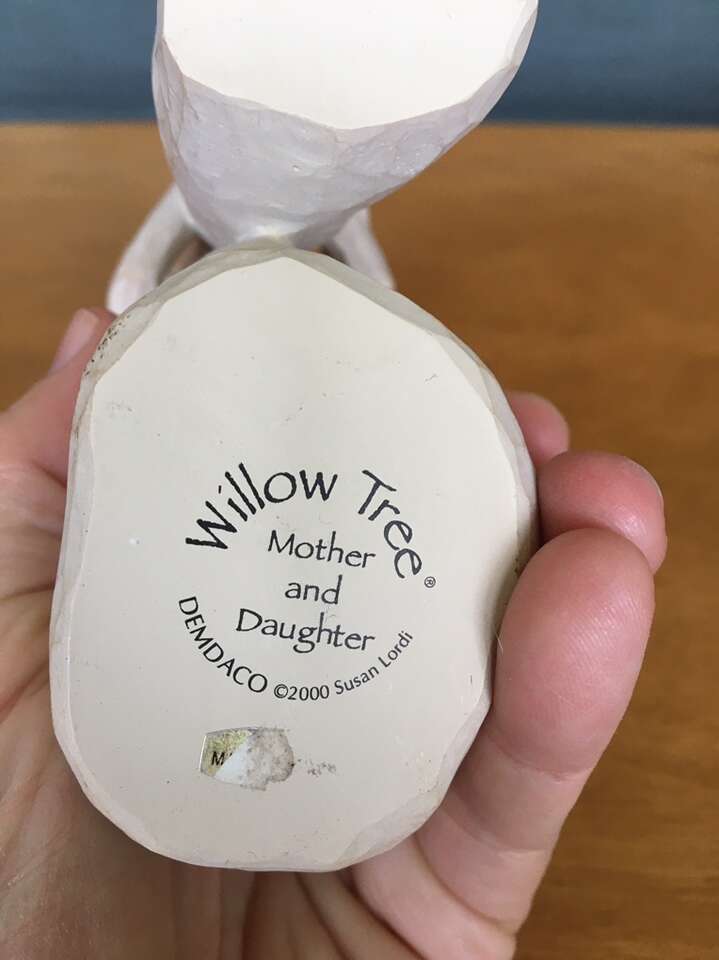 Willow Tree®
Mother
and
Daughter
DEMDACO ©2000 Susan Lordi
M